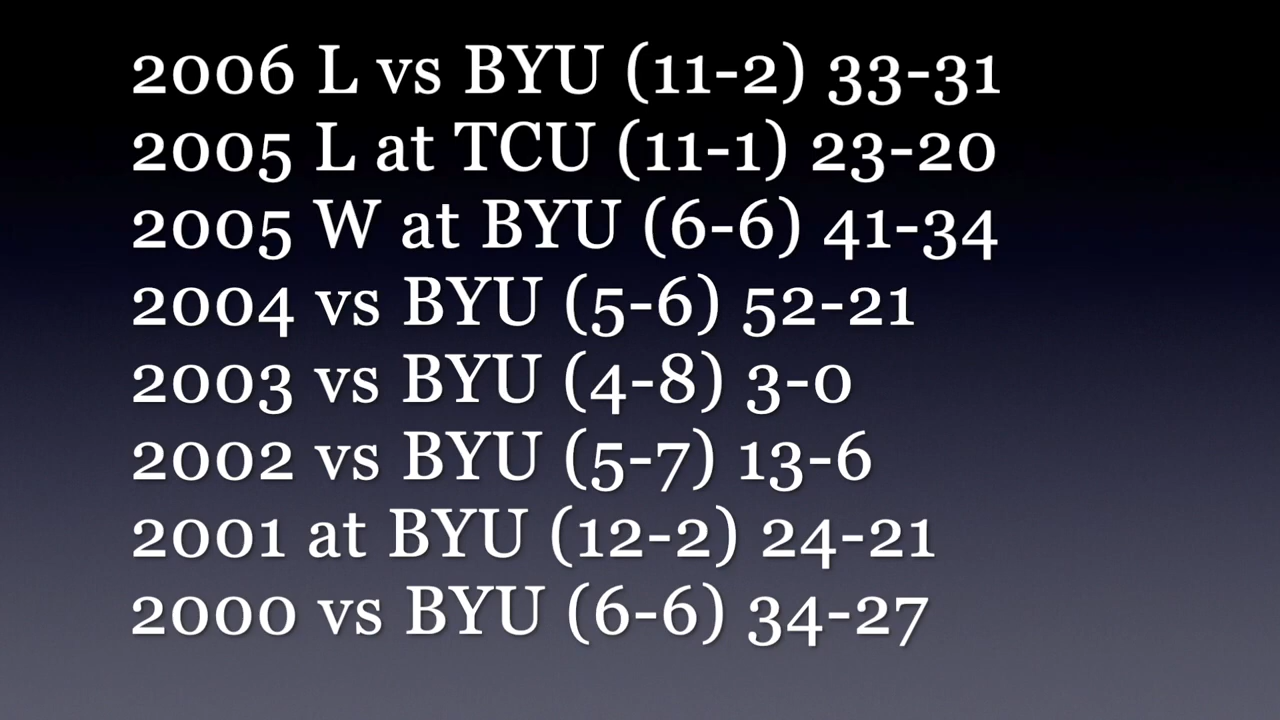 2006 L vs BYU (11-2) 33-31
2005 L at TCU (11-1) 23-20
2005 W at BYU (6-6) 41-34
2004 vs BYU (5-6) 52-21
2003 vs BYU (4-8) 3-0
2002 vs BYU (5-7) 13-6
2001 at BYU (12-2) 24-21
2000 vs BYU (6-6) 34-27